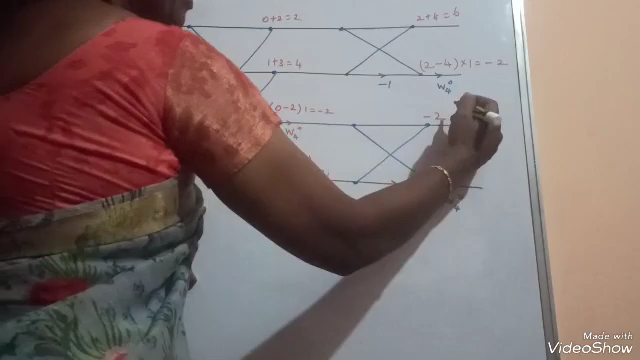 0+2=2 2+4=6
1+3=4 (2-4)×1=-2
-1 W₄⁰
(0-2)1=-2 -2
W₄⁰
Made with
VideoShow